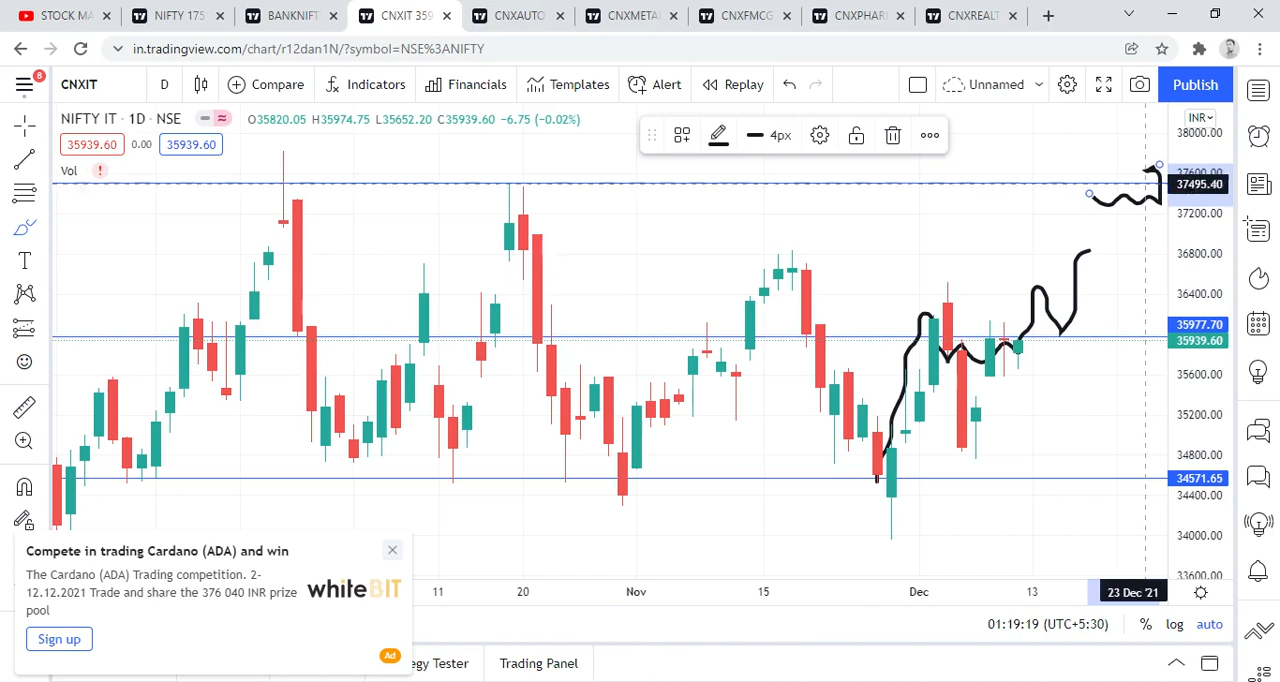 STOCK MA
NIFTY 175
BANKNIFT
CNXIT 359
CNXAUTO
CNXMETAL
CNXFMCG
CNXPHAR
CNXREALT
in.tradingview.com/chart/r12dan1N/?symbol=NSE%3ANIFTY
8
CNXIT
D
Compare
Indicators
Financials
Templates
Alert
Replay
Unnamed
Publish
NIFTY IT · 1D · NSE
O35820.05 H35974.75 L35652.20 C35939.60 -6.75 (-0.02%)
35939.60 0.00 35939.60
Vol
4px
INR
38000.00
37600.00
37495.40
37200.00
36800.00
36400.00
35977.70
35939.60
35600.00
35200.00
34800.00
34571.65
34400.00
34000.00
33600.00
Compete in trading Cardano (ADA) and win
The Cardano (ADA) Trading competition. 2-
12.12.2021 Trade and share the 376 040 INR prize
pool
whiteBIT
Sign up
Ad
11 20 Nov 15 Dec 13 23 Dec '21
01:19:19 (UTC+5:30) % log auto
egy Tester
Trading Panel